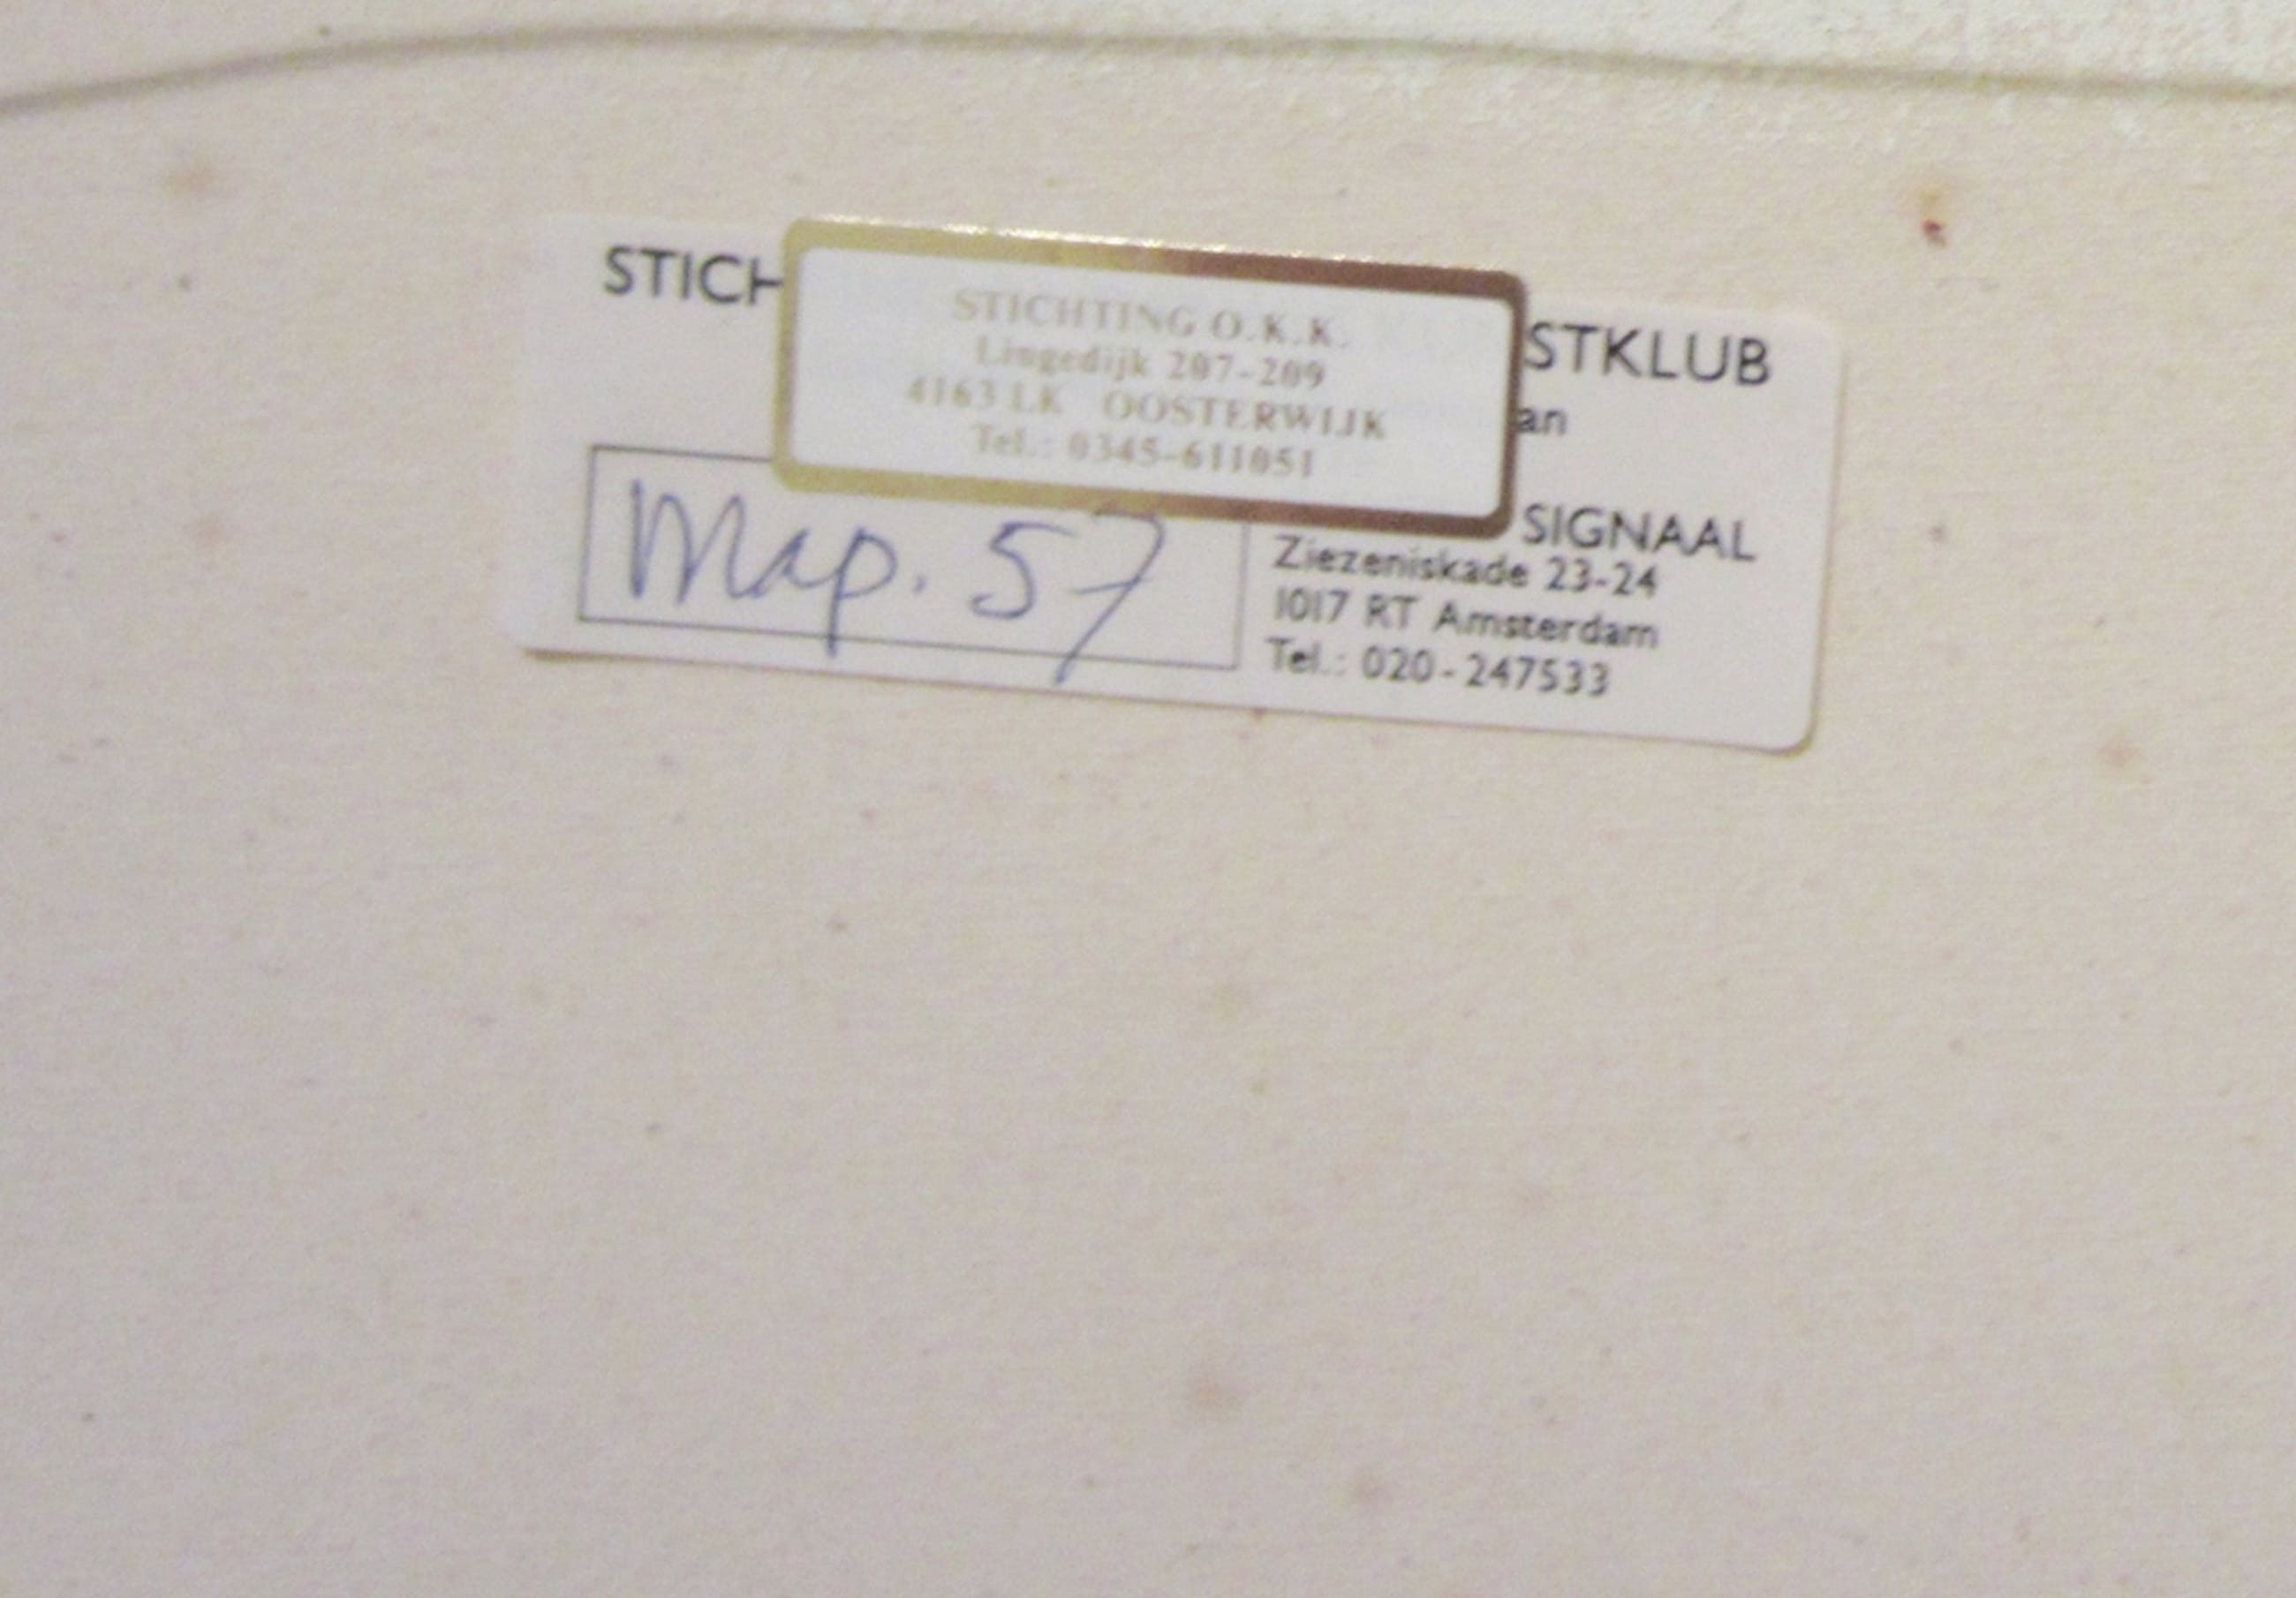 STICH
STKLUB
an
STICHTING O.K.K.
Lingedijk 207-209
4163 LK OOSTERWIJK
Tel.: 0345-611051
Map. 57
SIGNAAL
Ziezeniskade 23-24
1017 RT Amsterdam
Tel.: 020-247533